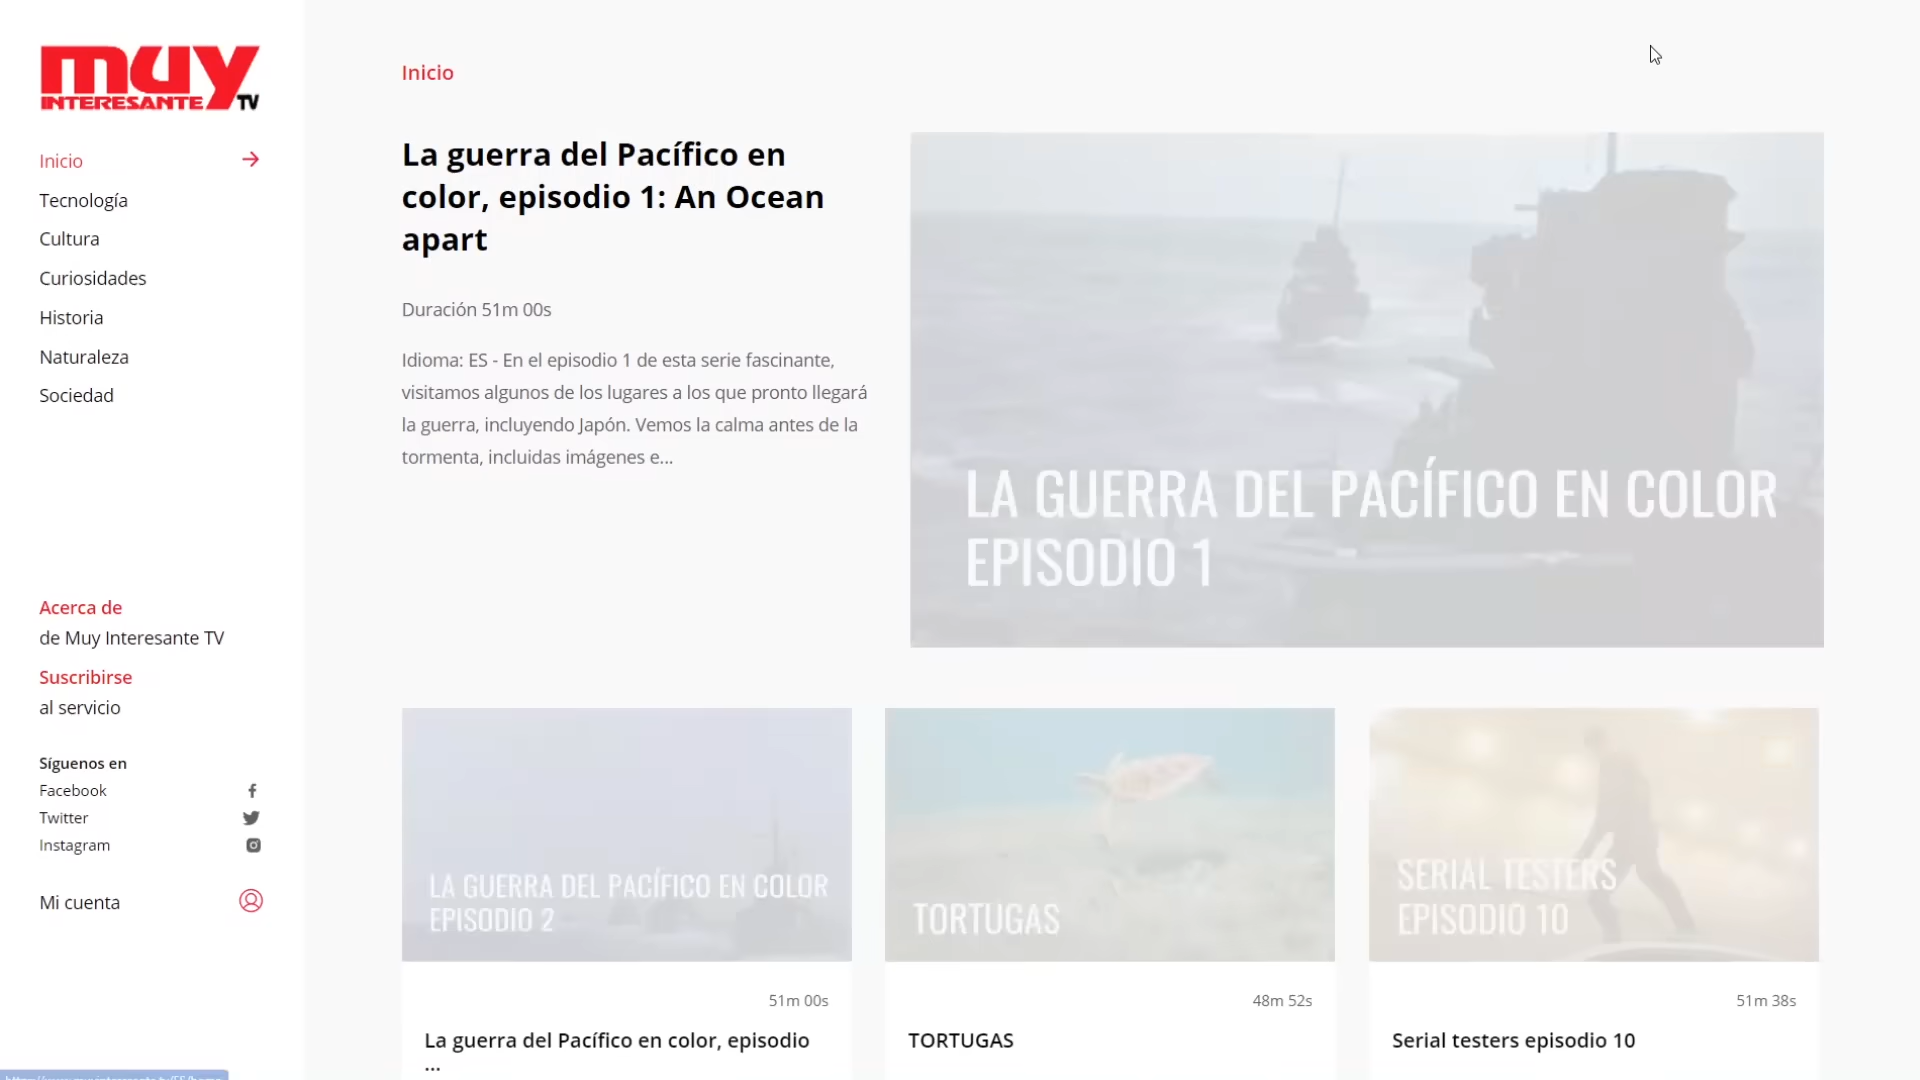 muy
INTERESANTE TV
Inicio
Tecnología
Cultura
Curiosidades
Historia
Naturaleza
Sociedad
Acerca de
de Muy Interesante TV
Suscribirse
al servicio
Síguenos en
Facebook
Twitter
Instagram
Mi cuenta
Inicio
La guerra del Pacífico en
color, episodio 1: An Ocean
apart
Duración 51m 00s
Idioma: ES - En el episodio 1 de esta serie fascinante,
visitamos algunos de los lugares a los que pronto llegará
la guerra, incluyendo Japón. Vemos la calma antes de la
tormenta, incluidas imágenes e...
LA GUERRA DEL PACÍFICO EN COLOR
EPISODIO 1
LA GUERRA DEL PACÍFICO EN COLOR
EPISODIO 2
51m 00s
La guerra del Pacífico en color, episodio
...
TORTUGAS
48m 52s
TORTUGAS
SERIAL TESTERS
EPISODIO 10
51m 38s
Serial testers episodio 10